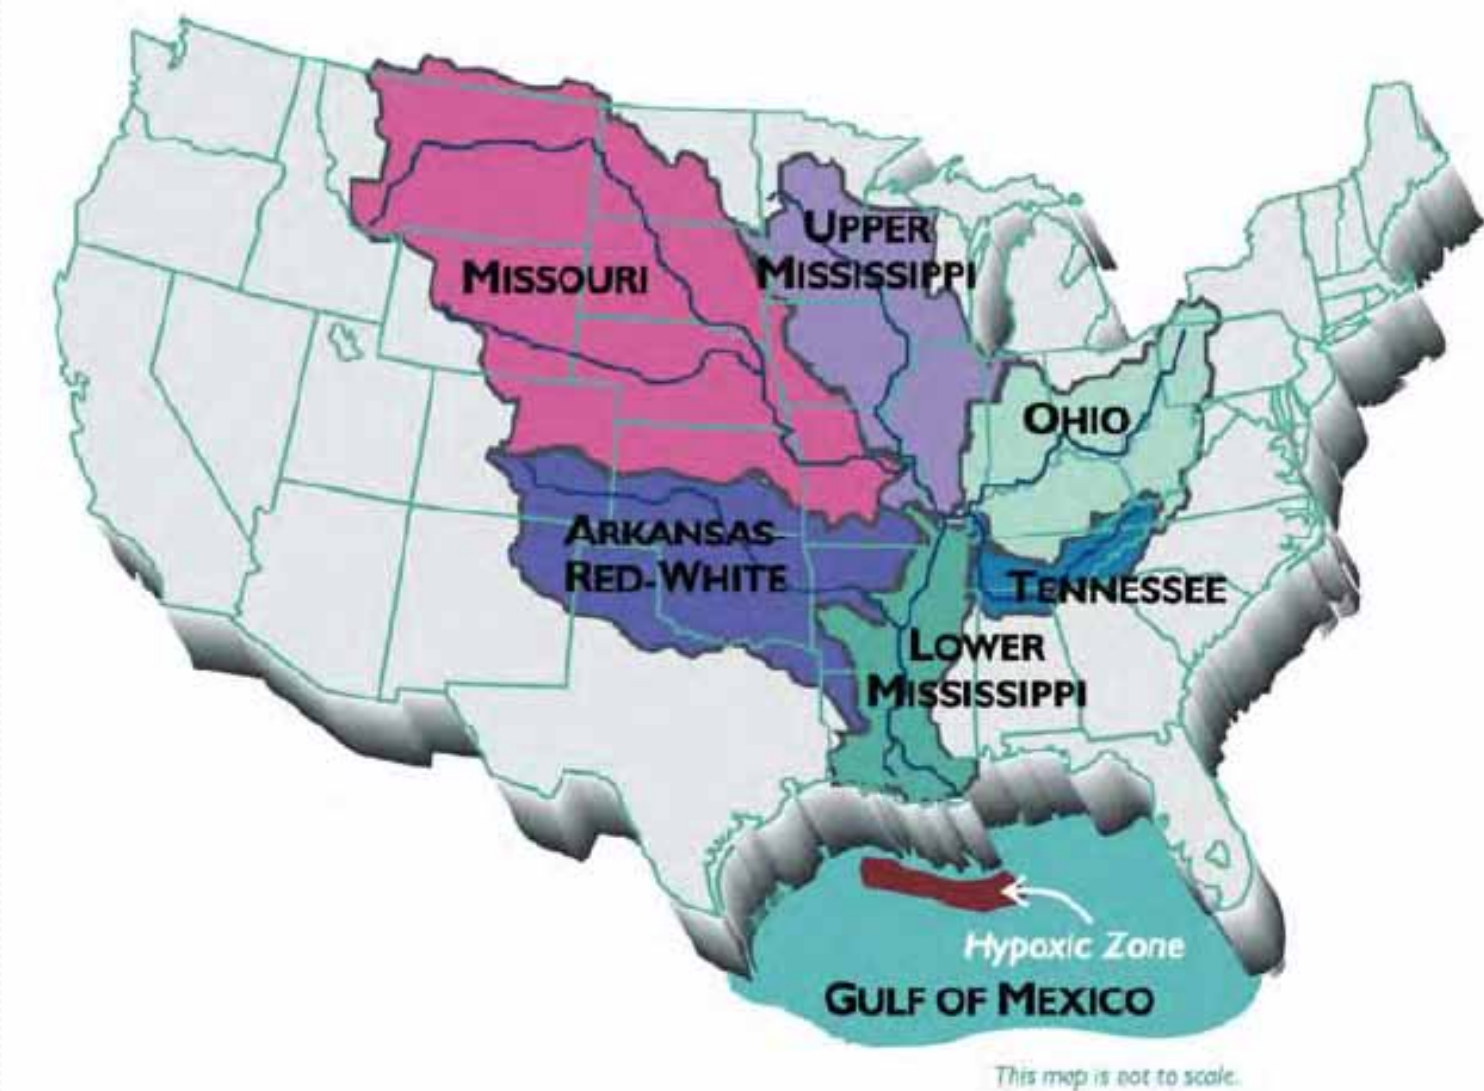 UPPER
MISSISSIPPI
MISSOURI
OHIO
ARKANSAS-
RED-WHITE
TENNESSEE
LOWER
MISSISSIPPI
Hypoxic Zone
GULF OF MEXICO
This map is not to scale.